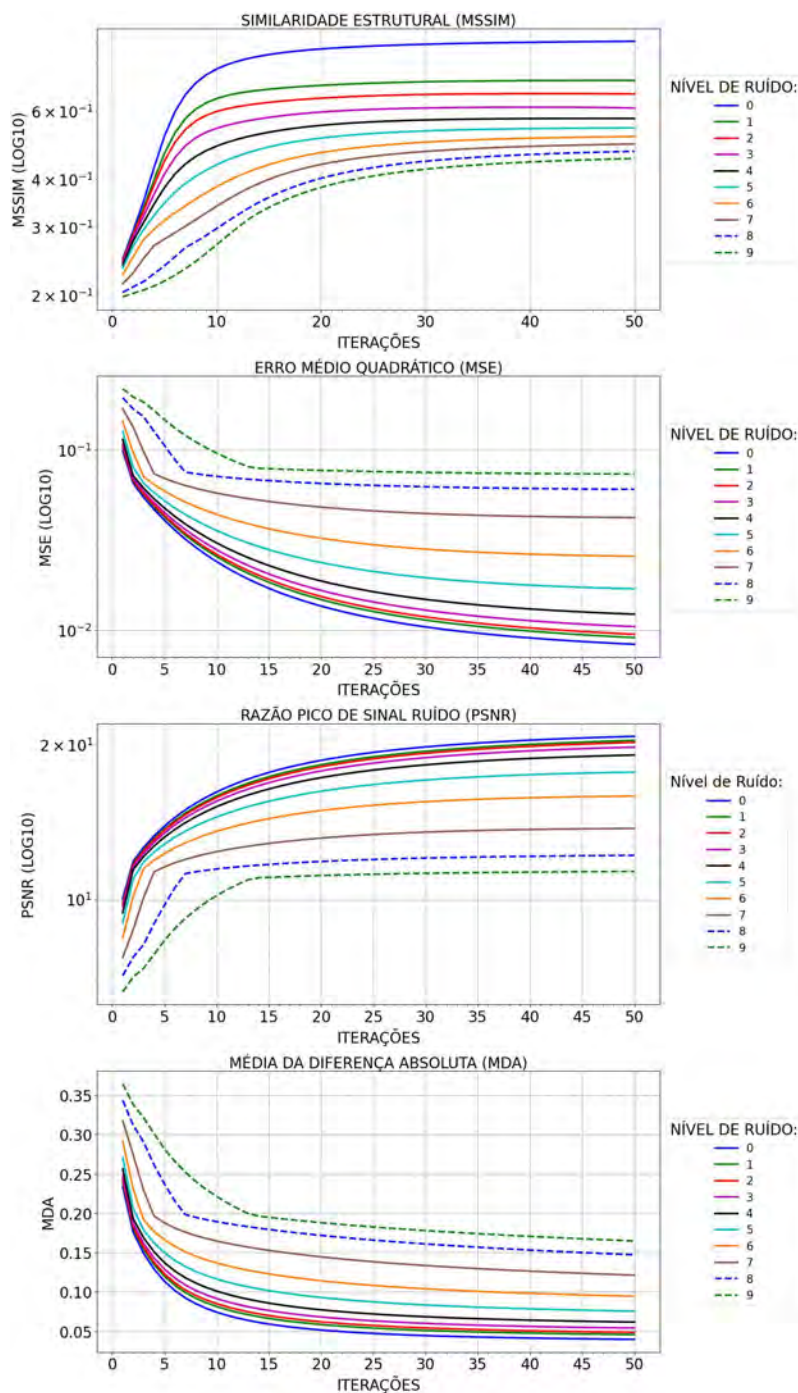 SIMILARIDADE ESTRUTURAL (MSSIM)
MSSIM (LOG10)
6 × 10⁻¹
4 × 10⁻¹
3 × 10⁻¹
2 × 10⁻¹
0 10 20 30 40 50
ITERAÇÕES
NÍVEL DE RUÍDO:
0
1
2
3
4
5
6
7
8
9
ERRO MÉDIO QUADRÁTICO (MSE)
MSE (LOG10)
10⁻¹
10⁻²
0 5 10 15 20 25 30 35 40 45 50
ITERAÇÕES
NÍVEL DE RUÍDO:
0
1
2
3
4
5
6
7
8
9
RAZÃO PICO DE SINAL RUÍDO (PSNR)
PSNR (LOG10)
2 × 10¹
10¹
0 5 10 15 20 25 30 35 40 45 50
ITERAÇÕES
Nível de Ruído:
0
1
2
3
4
5
6
7
8
9
MÉDIA DA DIFERENÇA ABSOLUTA (MDA)
MDA
0.35
0.30
0.25
0.20
0.15
0.10
0.05
0 5 10 15 20 25 30 35 40 45 50
ITERAÇÕES
NÍVEL DE RUÍDO:
0
1
2
3
4
5
6
7
8
9